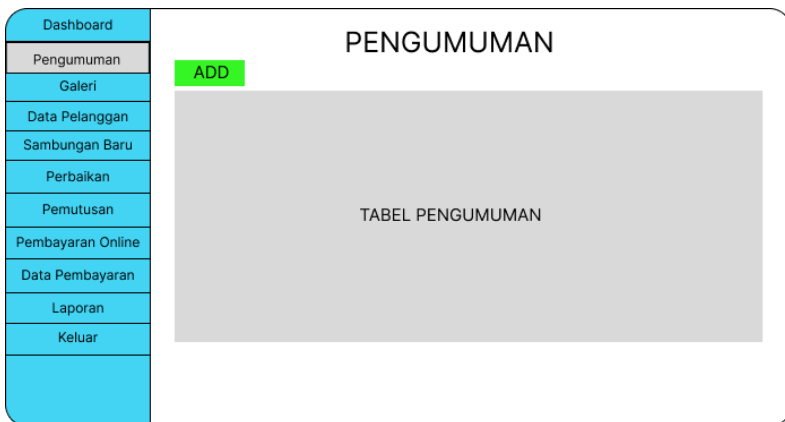 Dashboard
Pengumuman
Galeri
Data Pelanggan
Sambungan Baru
Perbaikan
Pemutusan
Pembayaran Online
Data Pembayaran
Laporan
Keluar
PENGUMUMAN
ADD
TABEL PENGUMUMAN